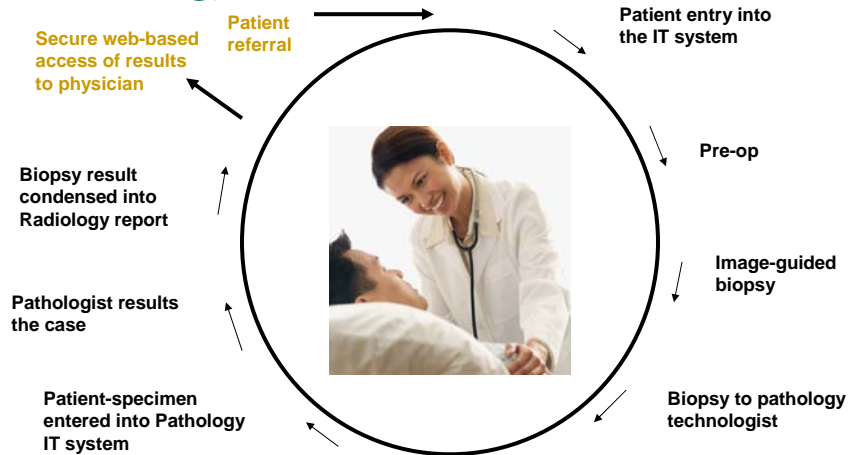 Patient
referral
Patient entry into
the IT system
Pre-op
Image-guided
biopsy
Biopsy to pathology
technologist
Patient-specimen
entered into Pathology
IT system
Pathologist results
the case
Biopsy result
condensed into
Radiology report
Secure web-based
access of results
to physician